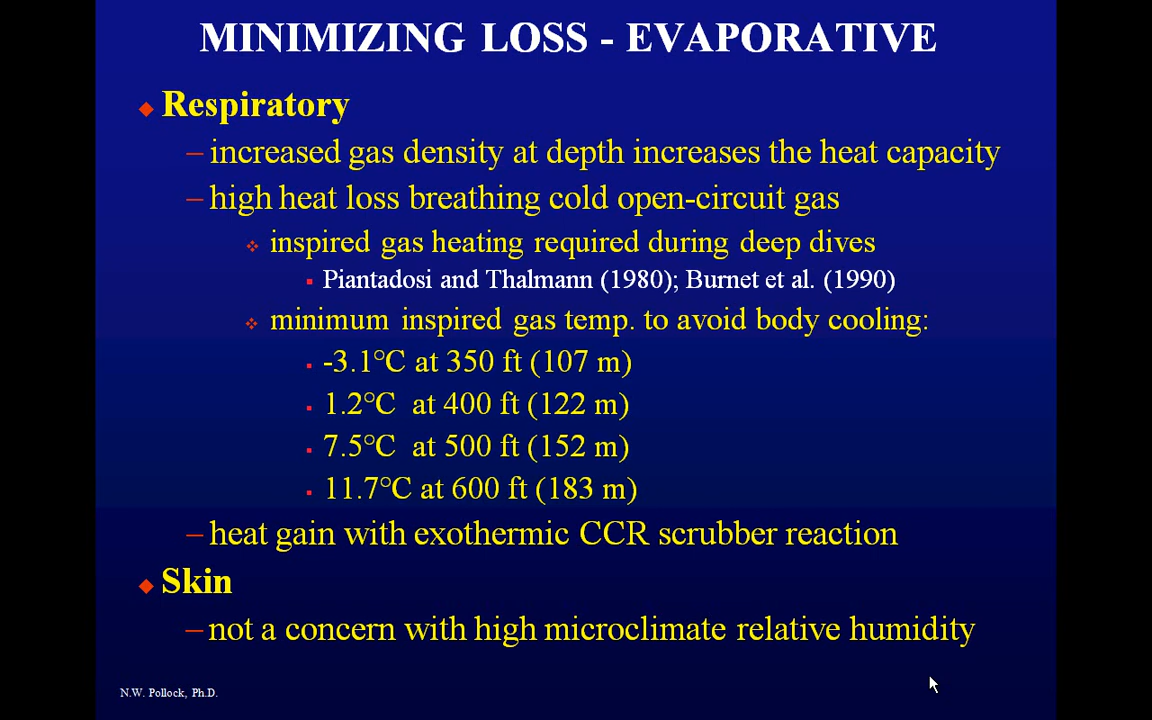 MINIMIZING LOSS - EVAPORATIVE
Respiratory
– increased gas density at depth increases the heat capacity
– high heat loss breathing cold open-circuit gas
inspired gas heating required during deep dives
Piantadosi and Thalmann (1980); Burnet et al. (1990)
minimum inspired gas temp. to avoid body cooling:
-3.1°C at 350 ft (107 m)
1.2°C at 400 ft (122 m)
7.5°C at 500 ft (152 m)
11.7°C at 600 ft (183 m)
– heat gain with exothermic CCR scrubber reaction
Skin
– not a concern with high microclimate relative humidity
N.W. Pollock, Ph.D.